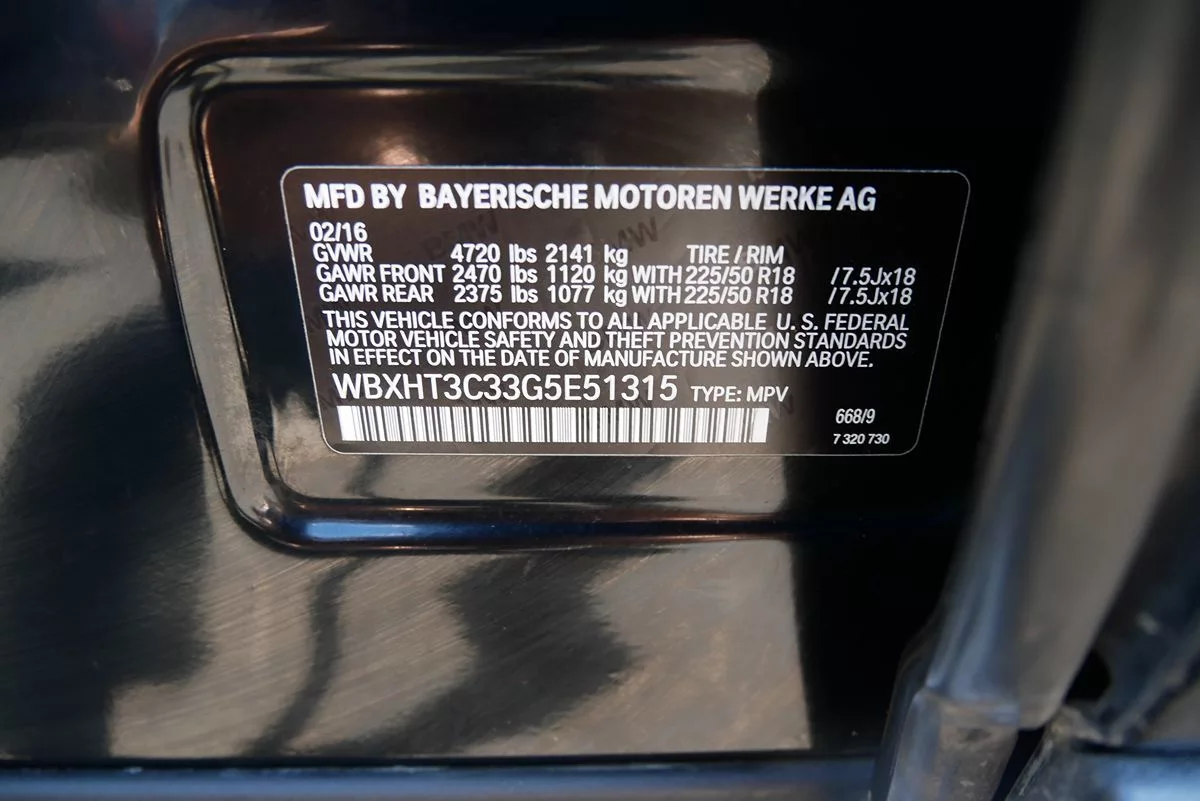 MFD BY BAYERISCHE MOTOREN WERKE AG
02/16
GVWR 4720 lbs 2141 kg TIRE / RIM
GAWR FRONT 2470 lbs 1120 kg WITH 225/50 R18 /7.5Jx18
GAWR REAR 2375 lbs 1077 kg WITH 225/50 R18 /7.5Jx18
THIS VEHICLE CONFORMS TO ALL APPLICABLE U. S. FEDERAL
MOTOR VEHICLE SAFETY AND THEFT PREVENTION STANDARDS
IN EFFECT ON THE DATE OF MANUFACTURE SHOWN ABOVE.
WBXHT3C33G5E51315 TYPE: MPV
668/9
7 320 730